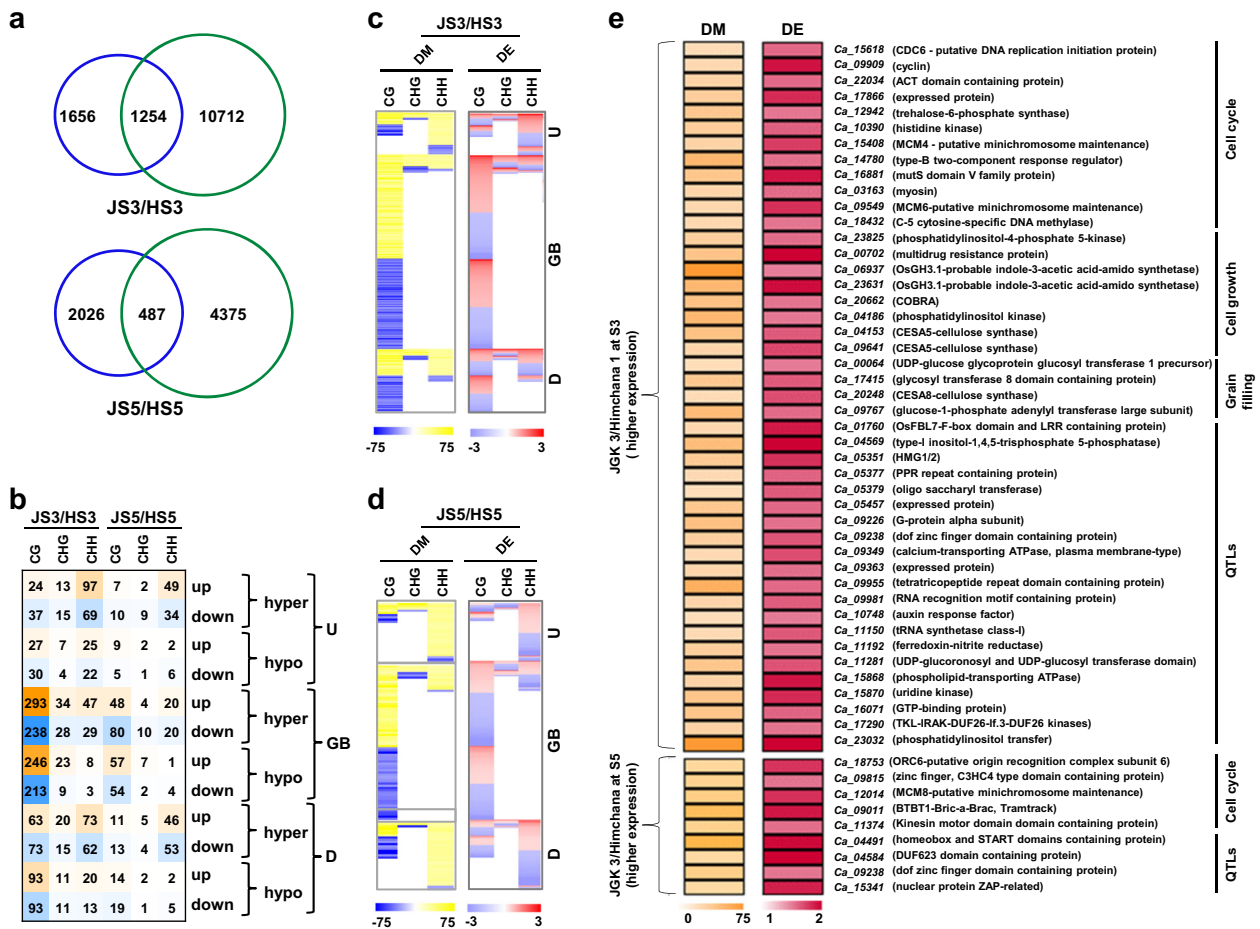 a
1656 1254 10712
JS3/HS3
2026 487 4375
JS5/HS5
b
JS3/HS3 JS5/HS5
CG CHG CHH CG CHG CHH
24 13 97 7 2 49 up
37 15 69 10 9 34 down
hyper
27 7 25 9 2 2 up
30 4 22 5 1 6 down
hypo
U
293 34 47 48 4 20 up
238 28 29 80 10 20 down
hyper
246 23 8 57 7 1 up
213 9 3 54 2 4 down
hypo
GB
63 20 73 11 5 46 up
73 15 62 13 4 53 down
hyper
93 11 20 14 2 2 up
93 11 13 19 1 5 down
hypo
D
c
JS3/HS3
DM DE
CG CHG CHH CG CHG CHH
U
GB
D
-75 75 -3 3
d
JS5/HS5
DM DE
CG CHG CHH CG CHG CHH
U
GB
D
-75 75 -3 3
e
DM DE
JGK 3/Himchana 1 at S3
( higher expression)
Ca_15618 (CDC6 - putative DNA replication initiation protein)
Ca_09909 (cyclin)
Ca_22034 (ACT domain containing protein)
Ca_17866 (expressed protein)
Ca_12942 (trehalose-6-phosphate synthase)
Ca_10390 (histidine kinase)
Ca_15408 (MCM4 - putative minichromosome maintenance)
Ca_14780 (type-B two-component response regulator)
Ca_16881 (mutS domain V family protein)
Ca_03163 (myosin)
Ca_09549 (MCM6-putative minichromosome maintenance)
Ca_18432 (C-5 cytosine-specific DNA methylase)
Cell cycle
Ca_23825 (phosphatidylinositol-4-phosphate 5-kinase)
Ca_00702 (multidrug resistance protein)
Ca_06937 (OsGH3.1-probable indole-3-acetic acid-amido synthetase)
Ca_23631 (OsGH3.1-probable indole-3-acetic acid-amido synthetase)
Ca_20662 (COBRA)
Ca_04186 (phosphatidylinositol kinase)
Ca_04153 (CESA5-cellulose synthase)
Ca_09641 (CESA5-cellulose synthase)
Cell growth
Ca_00064 (UDP-glucose glycoprotein glucosyl transferase 1 precursor)
Ca_17415 (glycosyl transferase 8 domain containing protein)
Ca_20248 (CESA8-cellulose synthase)
Ca_09767 (glucose-1-phosphate adenylyl transferase large subunit)
Grain
filling
Ca_01760 (OsFBL7-F-box domain and LRR containing protein)
Ca_04569 (type-I inositol-1,4,5-trisphosphate 5-phosphatase)
Ca_05351 (HMG1/2)
Ca_05377 (PPR repeat containing protein)
Ca_05379 (oligo saccharyl transferase)
Ca_05457 (expressed protein)
Ca_09226 (G-protein alpha subunit)
Ca_09238 (dof zinc finger domain containing protein)
Ca_09349 (calcium-transporting ATPase, plasma membrane-type)
Ca_09363 (expressed protein)
Ca_09955 (tetratricopeptide repeat domain containing protein)
Ca_09981 (RNA recognition motif containing protein)
Ca_10748 (auxin response factor)
Ca_11150 (tRNA synthetase class-I)
Ca_11192 (ferredoxin-nitrite reductase)
Ca_11281 (UDP-glucoronosyl and UDP-glucosyl transferase domain)
Ca_15868 (phospholipid-transporting ATPase)
Ca_15870 (uridine kinase)
Ca_16071 (GTP-binding protein)
Ca_17290 (TKL-IRAK-DUF26-lf.3-DUF26 kinases)
Ca_23032 (phosphatidylinositol transfer)
QTLs
JGK 3/Himchana at S5
(higher expression)
Ca_18753 (ORC6-putative origin recognition complex subunit 6)
Ca_09815 (zinc finger, C3HC4 type domain containing protein)
Ca_12014 (MCM8-putative minichromosome maintenance)
Ca_09011 (BTBT1-Bric-a-Brac, Tramtrack)
Ca_11374 (Kinesin motor domain domain containing protein)
Cell cycle
Ca_04491 (homeobox and START domains containing protein)
Ca_04584 (DUF623 domain containing protein)
Ca_09238 (dof zinc finger domain containing protein)
Ca_15341 (nuclear protein ZAP-related)
QTLs
0 75 1 2